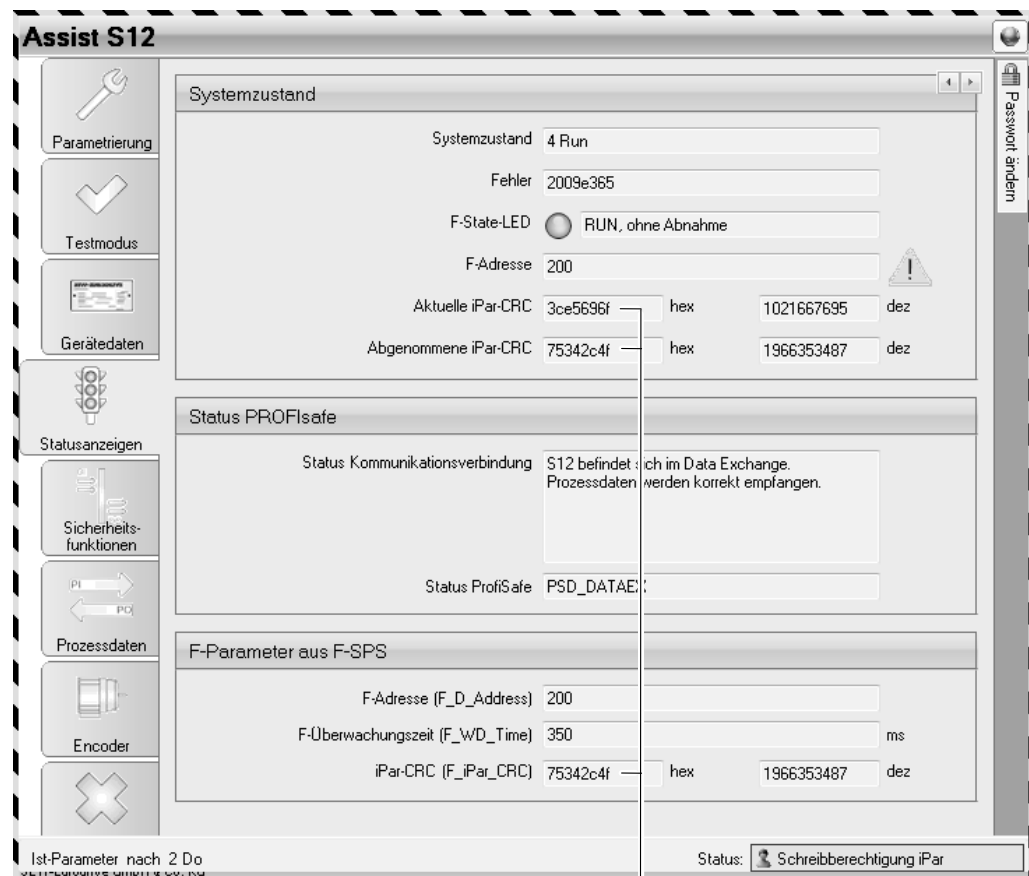 Assist S12
Passwort ändern
Parametrierung
Testmodus
Gerätedaten
Statusanzeigen
Sicherheits-
funktionen
PI
PO
Prozessdaten
Encoder
Systemzustand
Systemzustand 4 Run
Fehler 2009e365
F-State-LED RUN, ohne Abnahme
F-Adresse 200
Aktuelle iPar-CRC 3ce5696f hex 1021667695 dez
Abgenommene iPar-CRC 75342c4f hex 1966353487 dez
Status PROFIsafe
Status Kommunikationsverbindung S12 befindet sich im Data Exchange.
Prozessdaten werden korrekt empfangen.
Status ProfiSafe PSD_DATAEX
F-Parameter aus F-SPS
F-Adresse (F_D_Address) 200
F-Überwachungszeit (F_WD_Time) 350 ms
iPar-CRC (F_iPar_CRC) 75342c4f hex 1966353487 dez
Ist-Parameter nach 2 Do
Status: Schreibberechtigung iPar